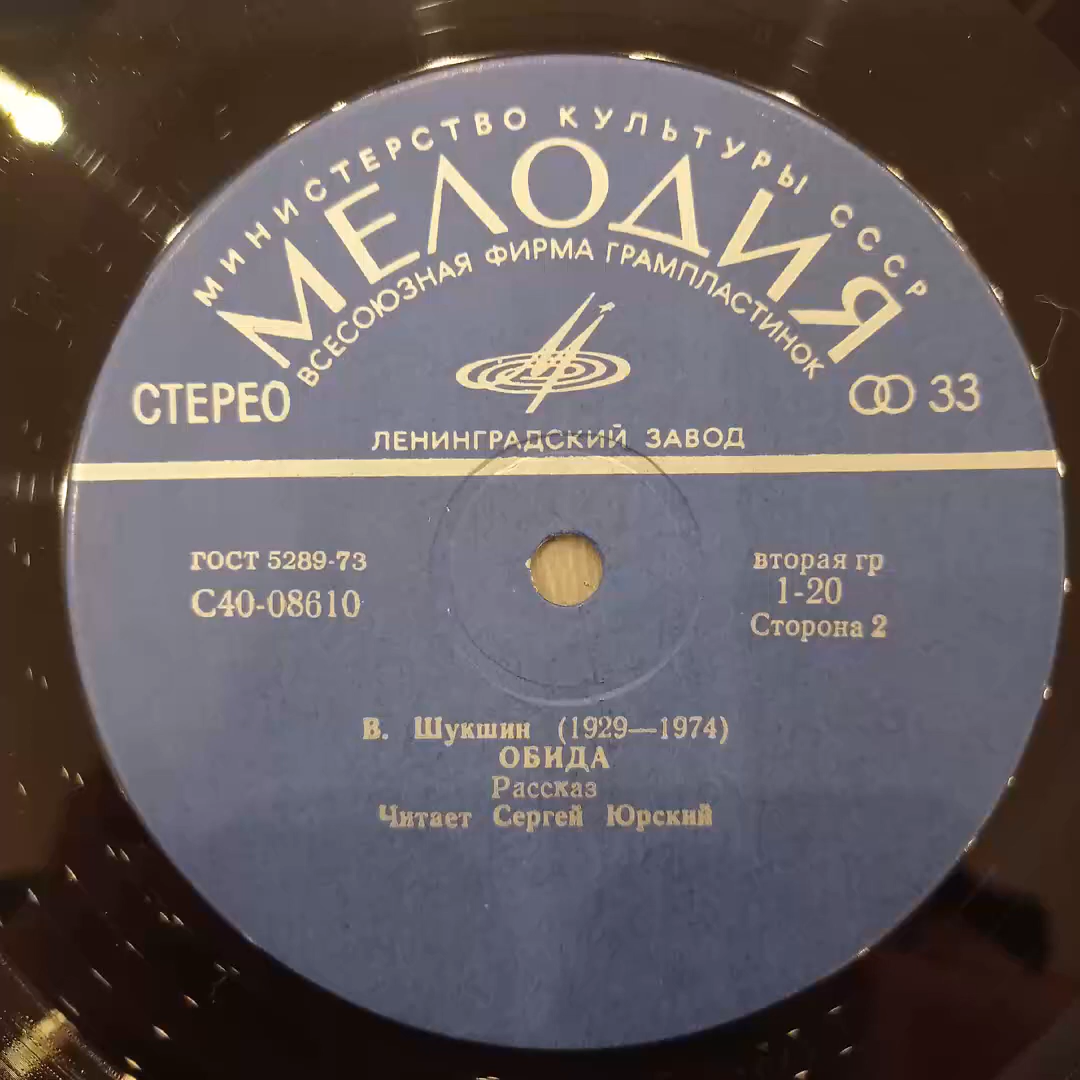 МИНИСТЕРСТВО КУЛЬТУРЫ СССР
МЕЛОДИЯ
ВСЕСОЮЗНАЯ ФИРМА ГРАМПЛАСТИНОК
СТЕРЕО
33
ЛЕНИНГРАДСКИЙ ЗАВОД
ГОСТ 5289-73
С40-08610
вторая гр
1-20
Сторона 2
В. Шукшин (1929—1974)
ОБИДА
Рассказ
Читает Сергей Юрский